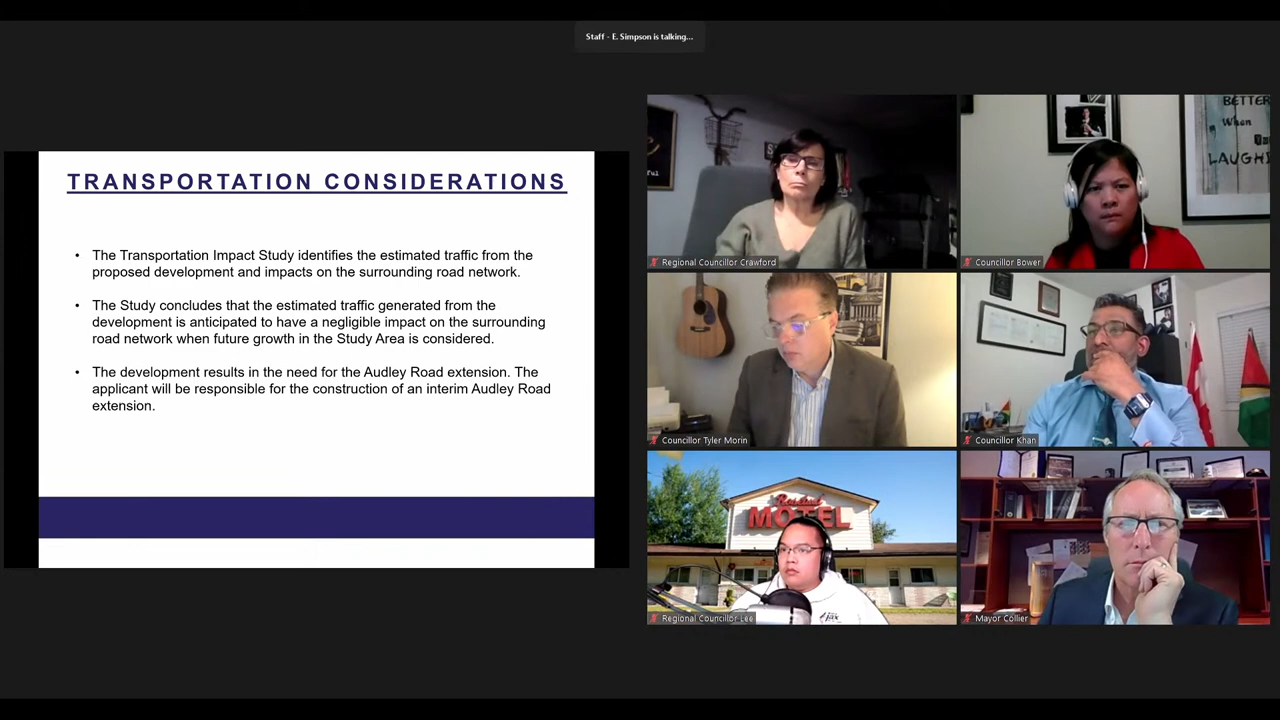 Staff - E. Simpson is talking...
TRANSPORTATION CONSIDERATIONS
• The Transportation Impact Study identifies the estimated traffic from the
proposed development and impacts on the surrounding road network.
• The Study concludes that the estimated traffic generated from the
development is anticipated to have a negligible impact on the surrounding
road network when future growth in the Study Area is considered.
• The development results in the need for the Audley Road extension. The
applicant will be responsible for the construction of an interim Audley Road
extension.
Regional Councillor Crawford
BETTER
When
LAUGH
Councillor Bower
Councillor Tyler Morin
Councillor Khan
Rosebud
MOTEL
Regional Councillor Lee
Mayor Collier